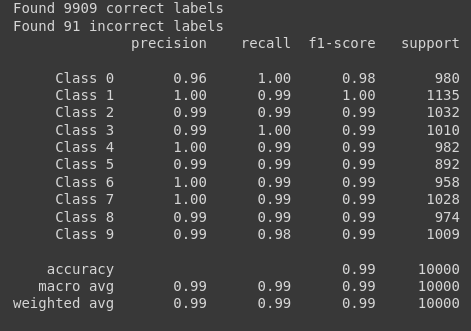 Found 9909 correct labels
Found 91 incorrect labels
precision recall f1-score support
Class 0 0.96 1.00 0.98 980
Class 1 1.00 0.99 1.00 1135
Class 2 0.99 0.99 0.99 1032
Class 3 0.99 1.00 0.99 1010
Class 4 1.00 0.99 0.99 982
Class 5 0.99 0.99 0.99 892
Class 6 1.00 0.99 0.99 958
Class 7 1.00 0.99 0.99 1028
Class 8 0.99 0.99 0.99 974
Class 9 0.99 0.98 0.99 1009
accuracy 0.99 10000
macro avg 0.99 0.99 0.99 10000
weighted avg 0.99 0.99 0.99 10000